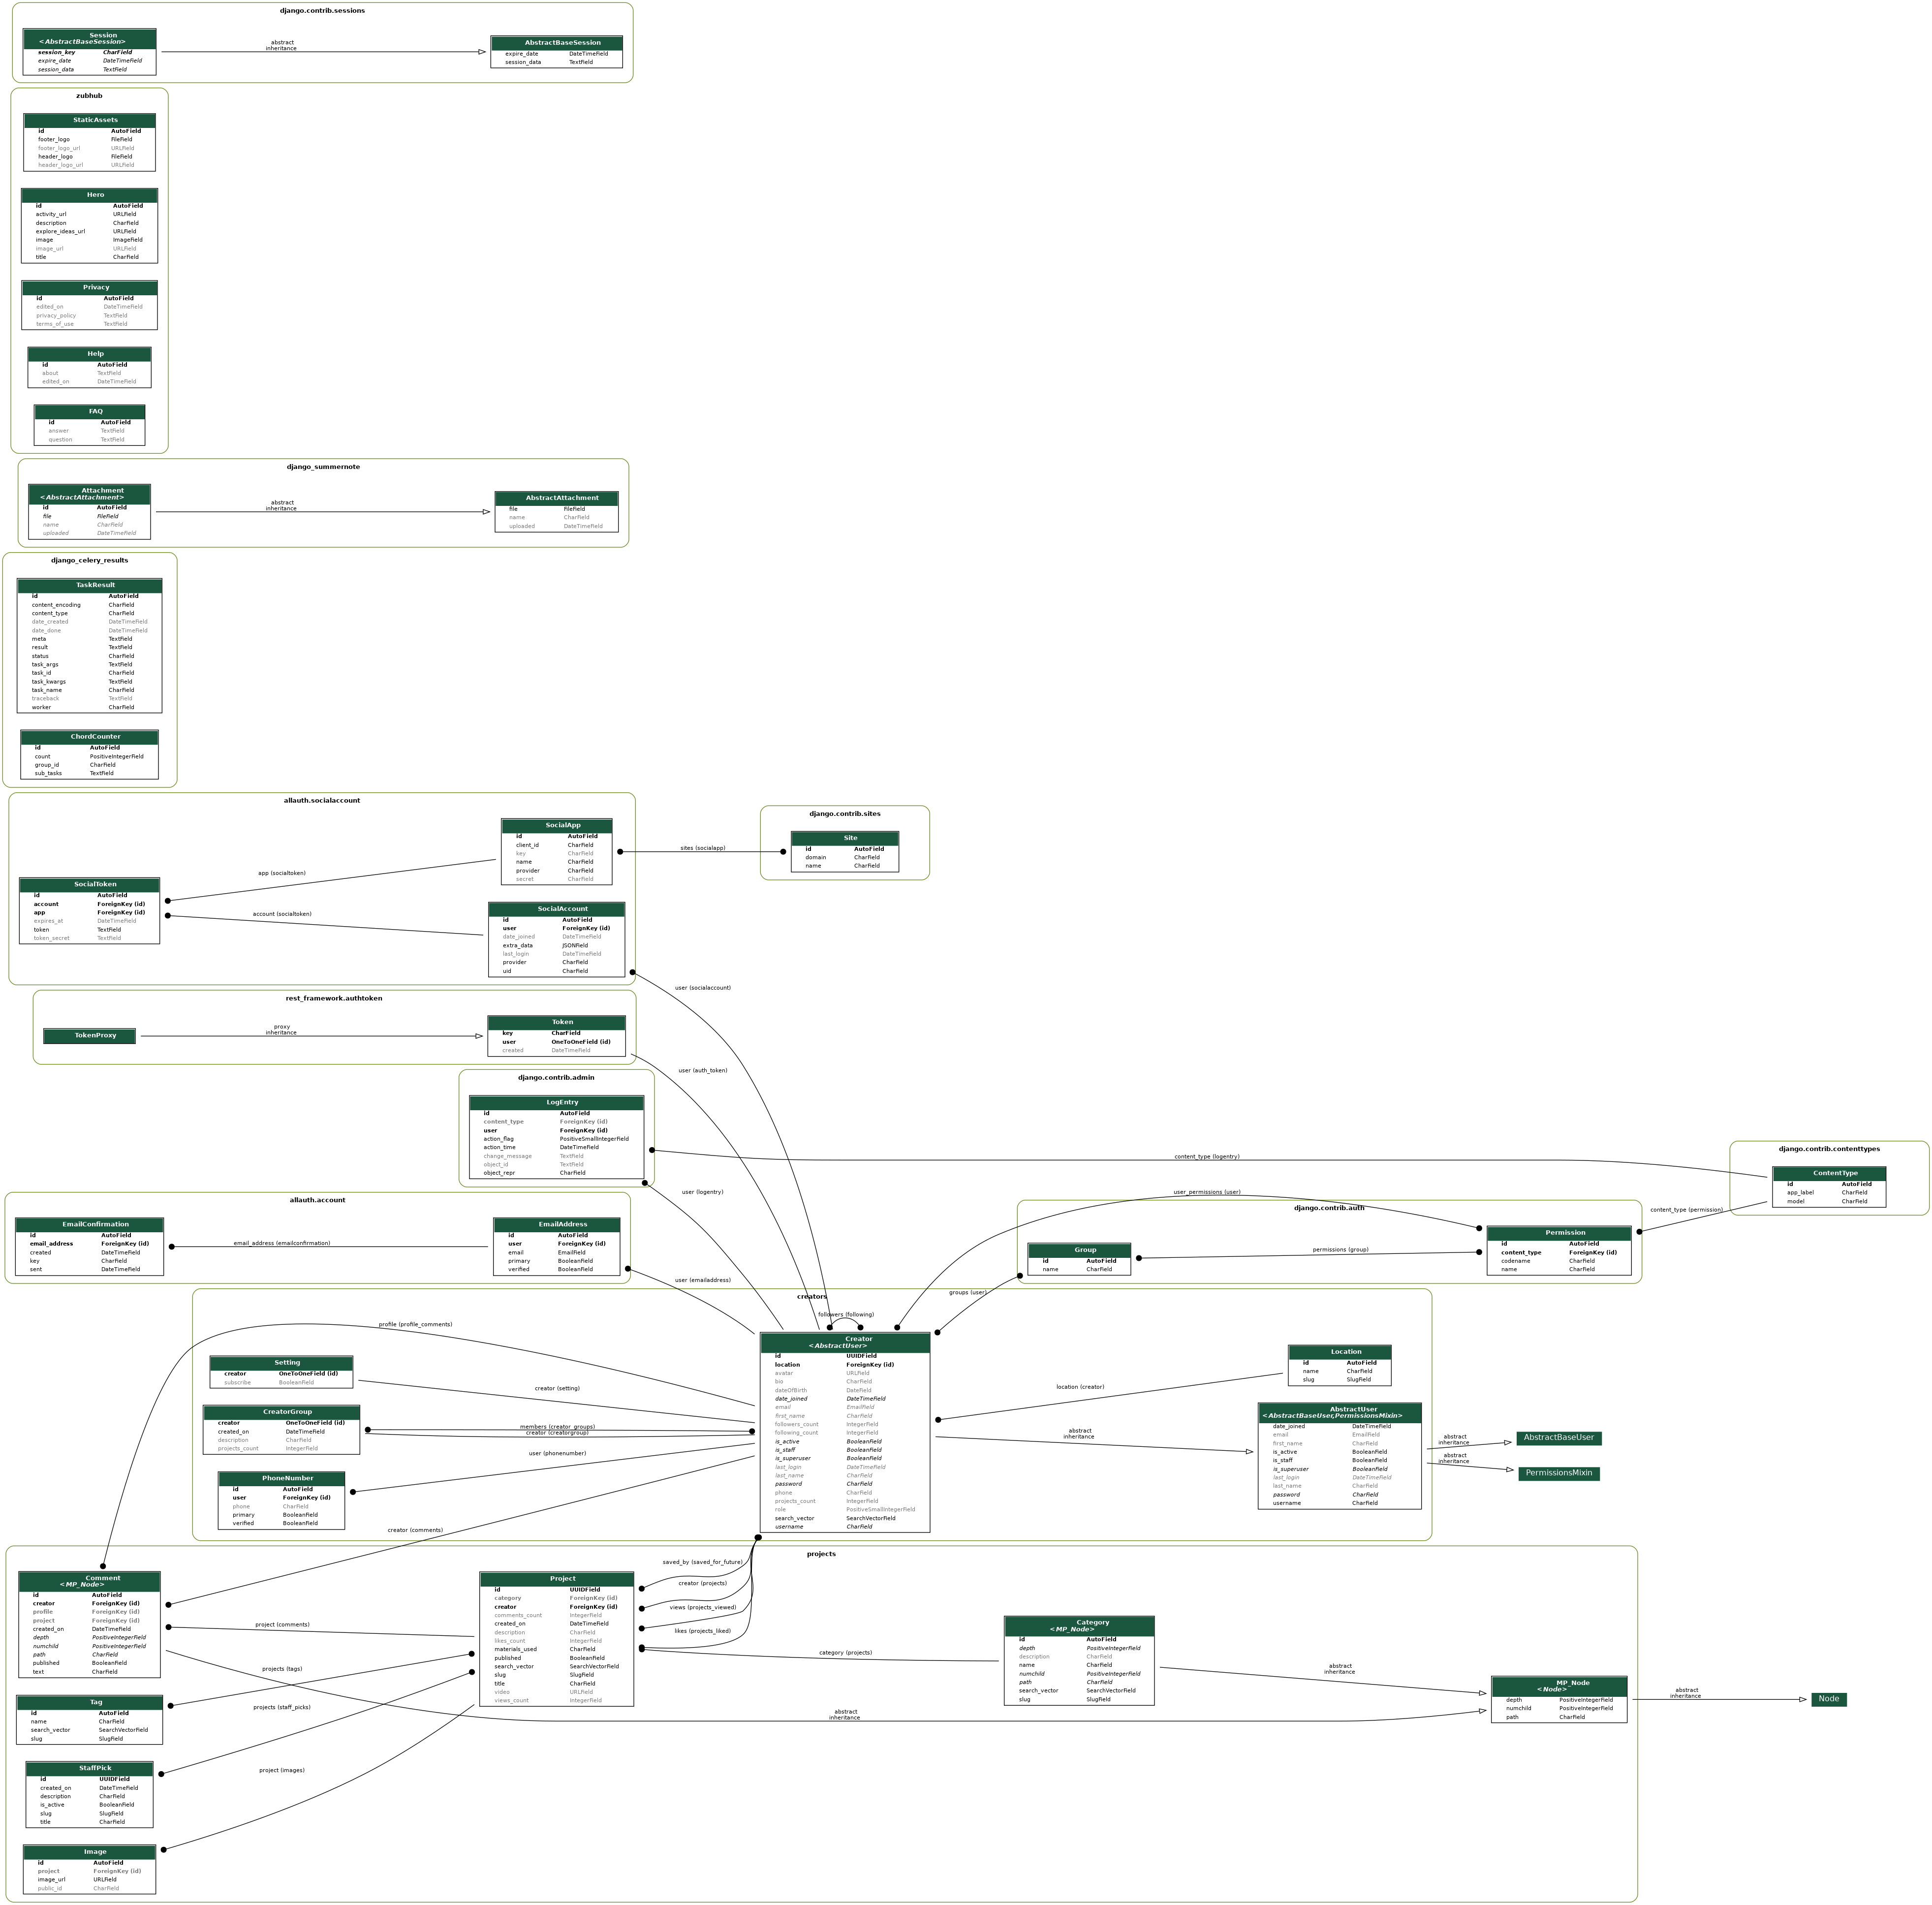 django.contrib.sessions
Session
<AbstractBaseSession>
session_key CharField
expire_date DateTimeField
session_data TextField
abstract
inheritance
AbstractBaseSession
expire_date DateTimeField
session_data TextField
zubhub
StaticAssets
id AutoField
footer_logo FileField
footer_logo_url URLField
header_logo FileField
header_logo_url URLField
Hero
id AutoField
activity_url URLField
description CharField
explore_ideas_url URLField
image ImageField
image_url URLField
title CharField
Privacy
id AutoField
edited_on DateTimeField
privacy_policy TextField
terms_of_use TextField
Help
id AutoField
about TextField
edited_on DateTimeField
FAQ
id AutoField
answer TextField
question TextField
django_summernote
Attachment
<AbstractAttachment>
id AutoField
file FileField
name CharField
uploaded DateTimeField
abstract
inheritance
AbstractAttachment
file FileField
name CharField
uploaded DateTimeField
django_celery_results
TaskResult
id AutoField
content_encoding CharField
content_type CharField
date_created DateTimeField
date_done DateTimeField
meta TextField
result TextField
status CharField
task_args TextField
task_id CharField
task_kwargs TextField
task_name CharField
traceback TextField
worker CharField
ChordCounter
id AutoField
count PositiveIntegerField
group_id CharField
sub_tasks TextField
allauth.socialaccount
SocialApp
id AutoField
client_id CharField
key CharField
name CharField
provider CharField
secret CharField
SocialToken
id AutoField
account ForeignKey (id)
app ForeignKey (id)
expires_at DateTimeField
token TextField
token_secret TextField
app (socialtoken)
account (socialtoken)
SocialAccount
id AutoField
user ForeignKey (id)
date_joined DateTimeField
extra_data JSONField
last_login DateTimeField
provider CharField
uid CharField
sites (socialapp)
django.contrib.sites
Site
id AutoField
domain CharField
name CharField
user (socialaccount)
rest_framework.authtoken
TokenProxy
proxy
inheritance
Token
key CharField
user OneToOneField (id)
created DateTimeField
user (auth_token)
django.contrib.admin
LogEntry
id AutoField
content_type ForeignKey (id)
user ForeignKey (id)
action_flag PositiveSmallIntegerField
action_time DateTimeField
change_message TextField
object_id TextField
object_repr CharField
content_type (logentry)
user (logentry)
django.contrib.contenttypes
ContentType
id AutoField
app_label CharField
model CharField
content_type (permission)
user_permissions (user)
django.contrib.auth
Permission
id AutoField
content_type ForeignKey (id)
codename CharField
name CharField
Group
id AutoField
name CharField
permissions (group)
groups (user)
allauth.account
EmailConfirmation
id AutoField
email_address ForeignKey (id)
created DateTimeField
key CharField
sent DateTimeField
email_address (emailconfirmation)
EmailAddress
id AutoField
user ForeignKey (id)
email EmailField
primary BooleanField
verified BooleanField
user (emailaddress)
creators
followers (following)
profile (profile_comments)
Setting
creator OneToOneField (id)
subscribe BooleanField
creator (setting)
CreatorGroup
creator OneToOneField (id)
created_on DateTimeField
description CharField
projects_count IntegerField
members (creator_groups)
creator (creatorgroup)
user (phonenumber)
PhoneNumber
id AutoField
user ForeignKey (id)
phone CharField
primary BooleanField
verified BooleanField
creator (comments)
Creator
<AbstractUser>
id UUIDField
location ForeignKey (id)
avatar URLField
bio CharField
dateOfBirth DateField
date_joined DateTimeField
email EmailField
first_name CharField
followers_count IntegerField
following_count IntegerField
is_active BooleanField
is_staff BooleanField
is_superuser BooleanField
last_login DateTimeField
last_name CharField
password CharField
phone CharField
projects_count IntegerField
role PositiveSmallIntegerField
search_vector SearchVectorField
username CharField
location (creator)
abstract
inheritance
Location
id AutoField
name CharField
slug SlugField
AbstractUser
<AbstractBaseUser,PermissionsMixin>
date_joined DateTimeField
email EmailField
first_name CharField
is_active BooleanField
is_staff BooleanField
is_superuser BooleanField
last_login DateTimeField
last_name CharField
password CharField
username CharField
abstract
inheritance
AbstractBaseUser
abstract
inheritance
PermissionsMixin
projects
Comment
<MP_Node>
id AutoField
creator ForeignKey (id)
profile ForeignKey (id)
project ForeignKey (id)
created_on DateTimeField
depth PositiveIntegerField
numchild PositiveIntegerField
path CharField
published BooleanField
text CharField
project (comments)
projects (tags)
projects (staff_picks)
project (images)
Tag
id AutoField
name CharField
search_vector SearchVectorField
slug SlugField
StaffPick
id UUIDField
created_on DateTimeField
description CharField
is_active BooleanField
slug SlugField
title CharField
Image
id AutoField
project ForeignKey (id)
image_url URLField
public_id CharField
Project
id UUIDField
category ForeignKey (id)
creator ForeignKey (id)
comments_count IntegerField
created_on DateTimeField
description CharField
likes_count IntegerField
materials_used CharField
published BooleanField
search_vector SearchVectorField
slug SlugField
title CharField
video URLField
views_count IntegerField
saved_by (saved_for_future)
creator (projects)
views (projects_viewed)
likes (projects_liked)
category (projects)
abstract
inheritance
Category
<MP_Node>
id AutoField
depth PositiveIntegerField
description CharField
name CharField
numchild PositiveIntegerField
path CharField
search_vector SearchVectorField
slug SlugField
abstract
inheritance
MP_Node
<Node>
depth PositiveIntegerField
numchild PositiveIntegerField
path CharField
abstract
inheritance
Node